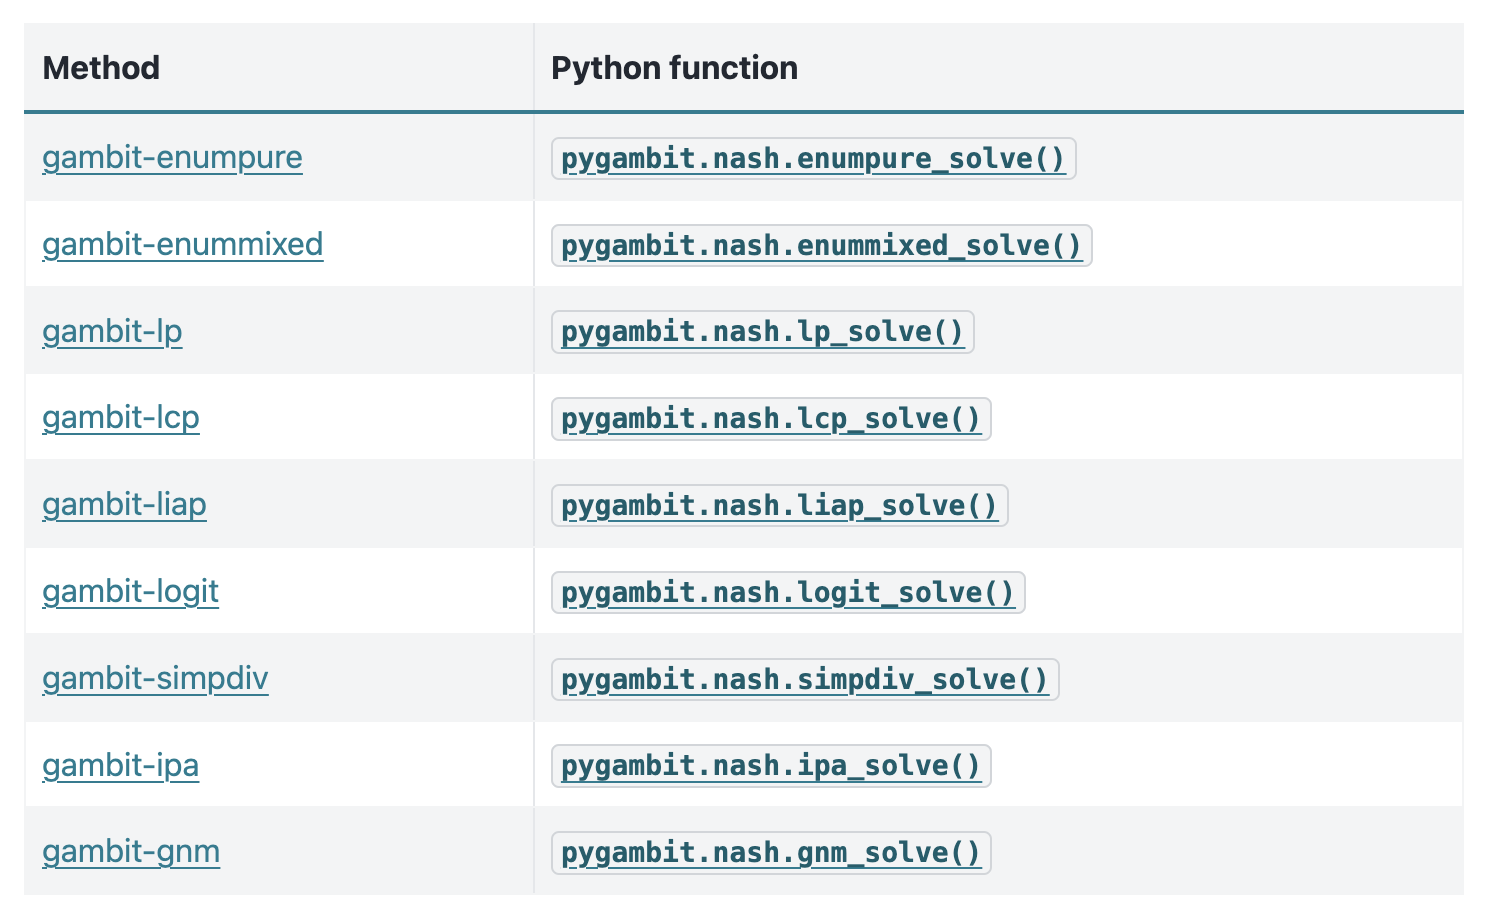 Method Python function
gambit-enumpure pygambit.nash.enumpure_solve()
gambit-enummixed pygambit.nash.enummixed_solve()
gambit-lp pygambit.nash.lp_solve()
gambit-lcp pygambit.nash.lcp_solve()
gambit-liap pygambit.nash.liap_solve()
gambit-logit pygambit.nash.logit_solve()
gambit-simpdiv pygambit.nash.simpdiv_solve()
gambit-ipa pygambit.nash.ipa_solve()
gambit-gnm pygambit.nash.gnm_solve()